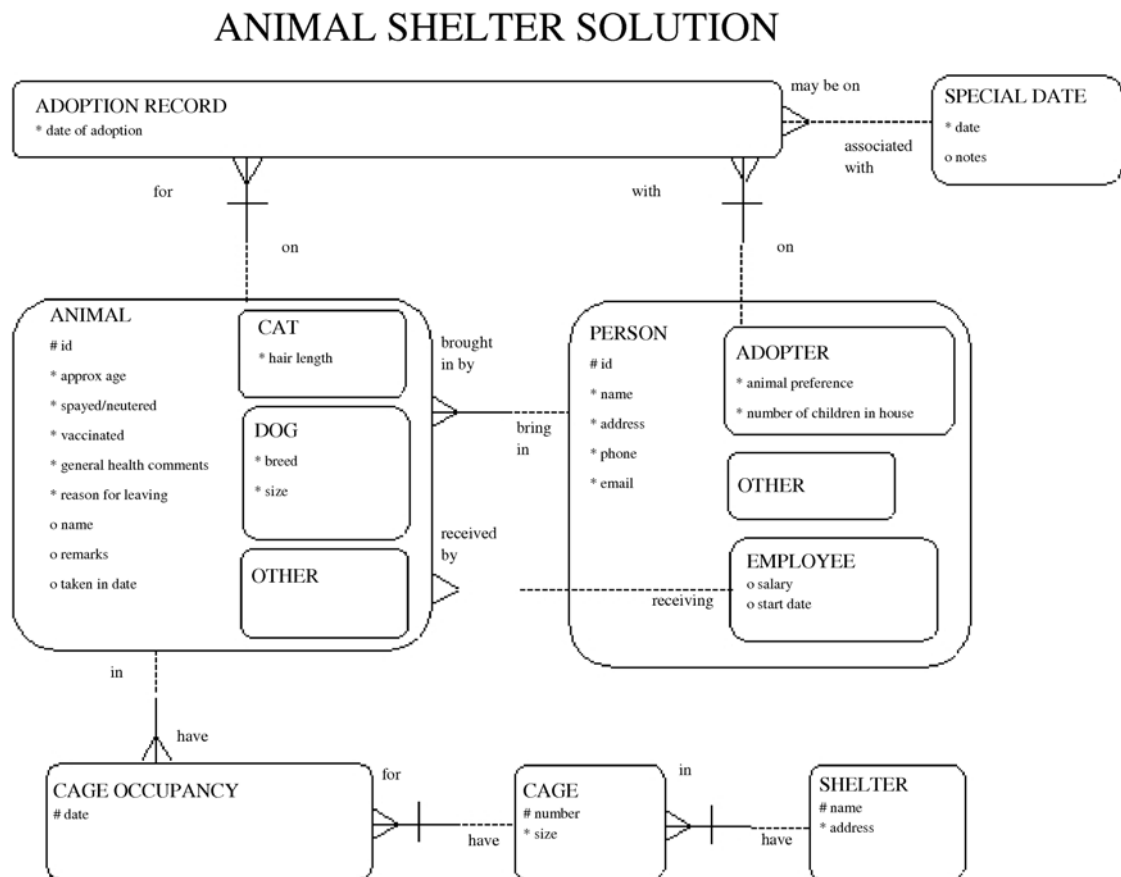 ANIMAL SHELTER SOLUTION
ADOPTION RECORD
* date of adoption
may be on
associated
with
SPECIAL DATE
* date
o notes
for
on
with
on
ANIMAL
# id
* approx age
* spayed/neutered
* vaccinated
* general health comments
* reason for leaving
o name
o remarks
o taken in date
CAT
* hair length
DOG
* breed
* size
OTHER
brought
in by
bring
in
received
by
receiving
PERSON
# id
* name
* address
* phone
* email
ADOPTER
* animal preference
* number of children in house
OTHER
EMPLOYEE
o salary
o start date
in
have
CAGE OCCUPANCY
# date
for
have
CAGE
# number
* size
in
have
SHELTER
# name
* address